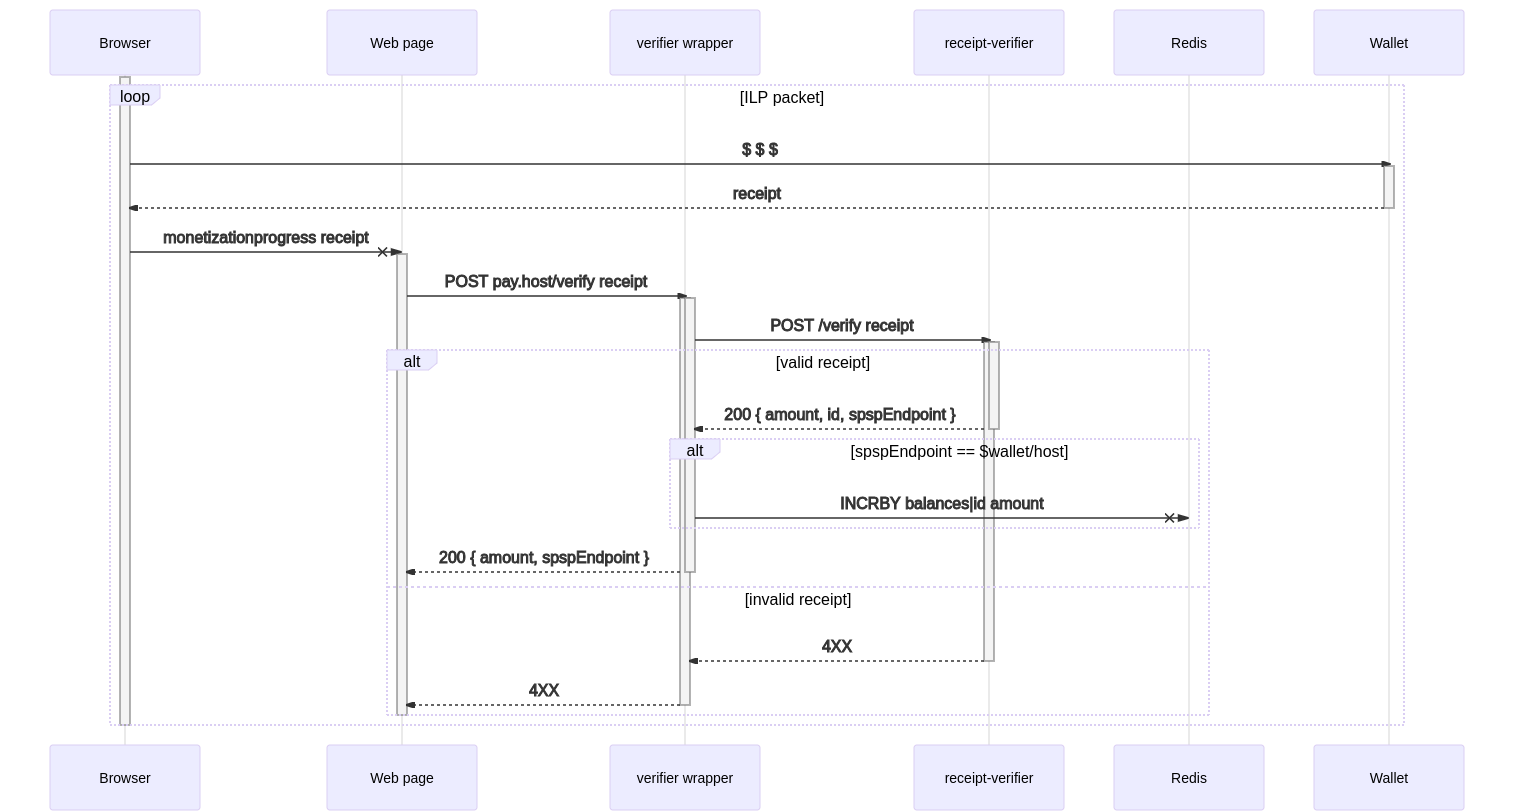 Browser
Web page
verifier wrapper
receipt-verifier
Redis
Wallet
loop
[ILP packet]
$ $ $
receipt
monetizationprogress receipt
POST pay.host/verify receipt
POST /verify receipt
alt
[valid receipt]
200 { amount, id, spspEndpoint }
alt
[spspEndpoint == $wallet/host]
INCRBY balances|id amount
200 { amount, spspEndpoint }
[invalid receipt]
4XX
4XX
Browser
Web page
verifier wrapper
receipt-verifier
Redis
Wallet